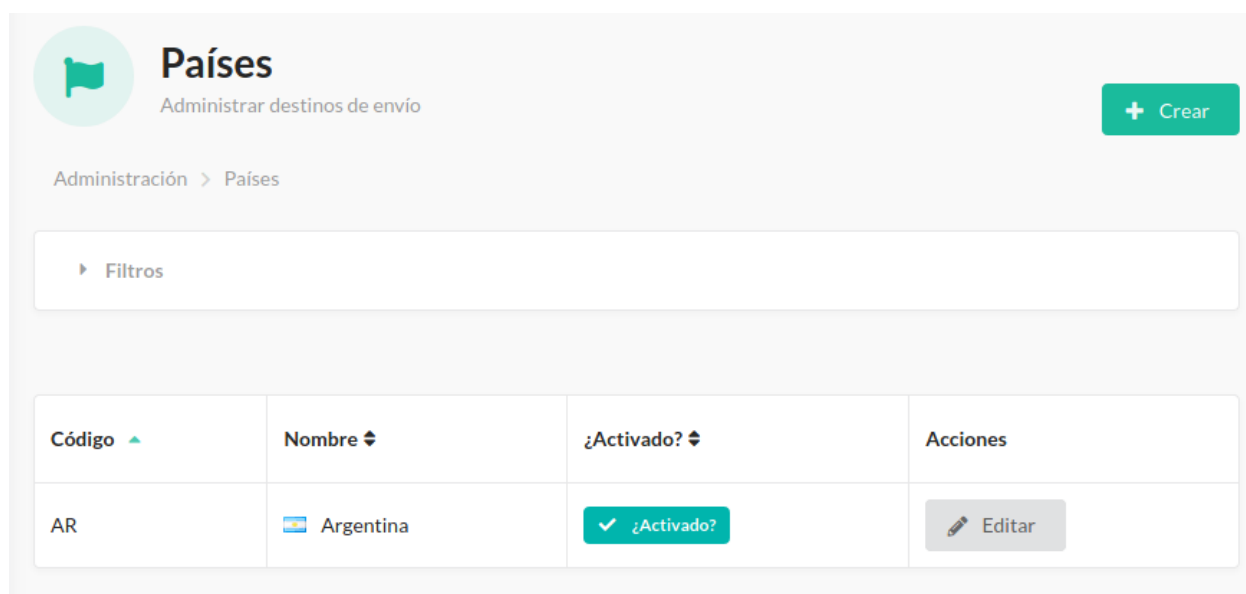 Países
Administrar destinos de envío
Crear
Administración > Países
Filtros
Código Nombre ¿Activado? Acciones
AR Argentina ¿Activado? Editar